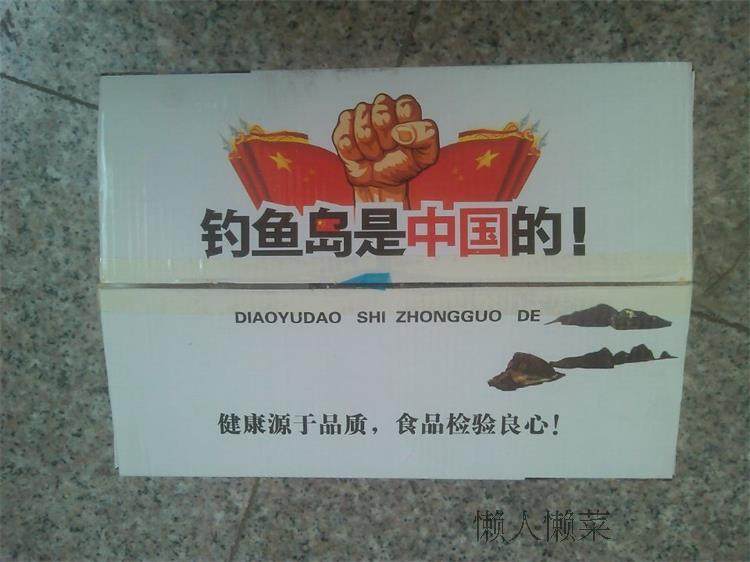 钓鱼岛是中国的!
DIAOYUDAO SHI ZHONGGUO DE
健康源于品质，食品检验良心!
懒人懒菜